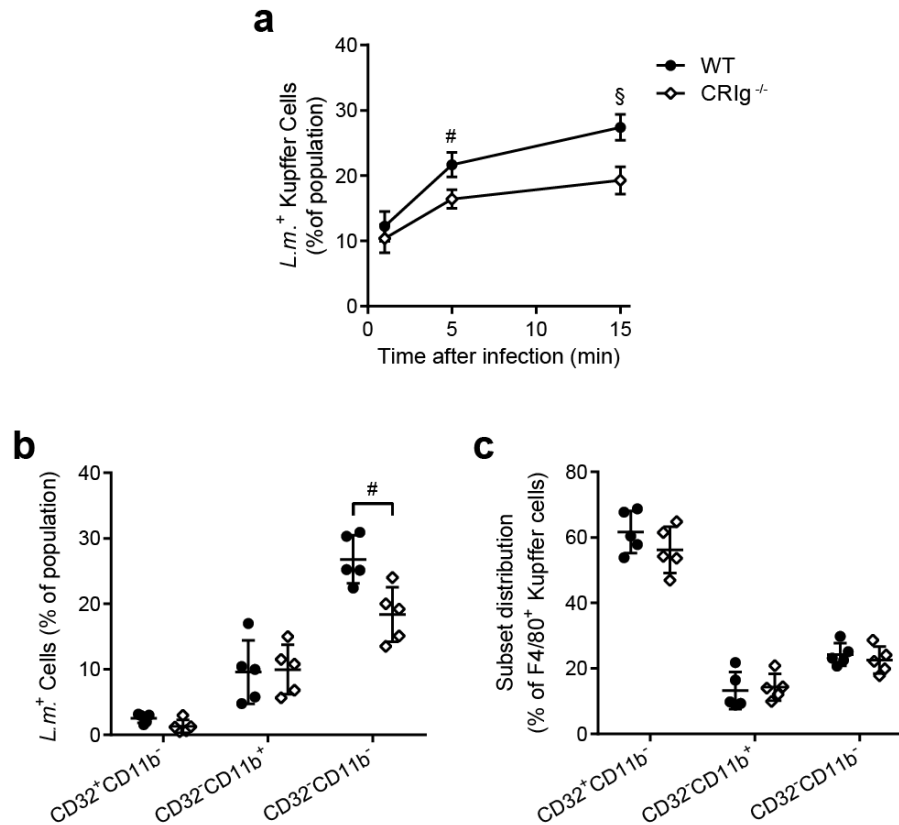 a
40
30
20
10
0
L.m.⁺ Kupffer Cells
(%of population)
#
§
0
5
10
15
Time after infection (min)
WT
CRIg ⁻/⁻
b
40
30
20
10
0
L.m.⁺ Cells (% of population)
#
CD32⁺CD11b⁻
CD32⁻CD11b⁺
CD32⁻CD11b⁻
c
80
60
40
20
0
Subset distribution
(% of F4/80⁺ Kupffer cells)
CD32⁺CD11b⁻
CD32⁻CD11b⁺
CD32⁻CD11b⁻